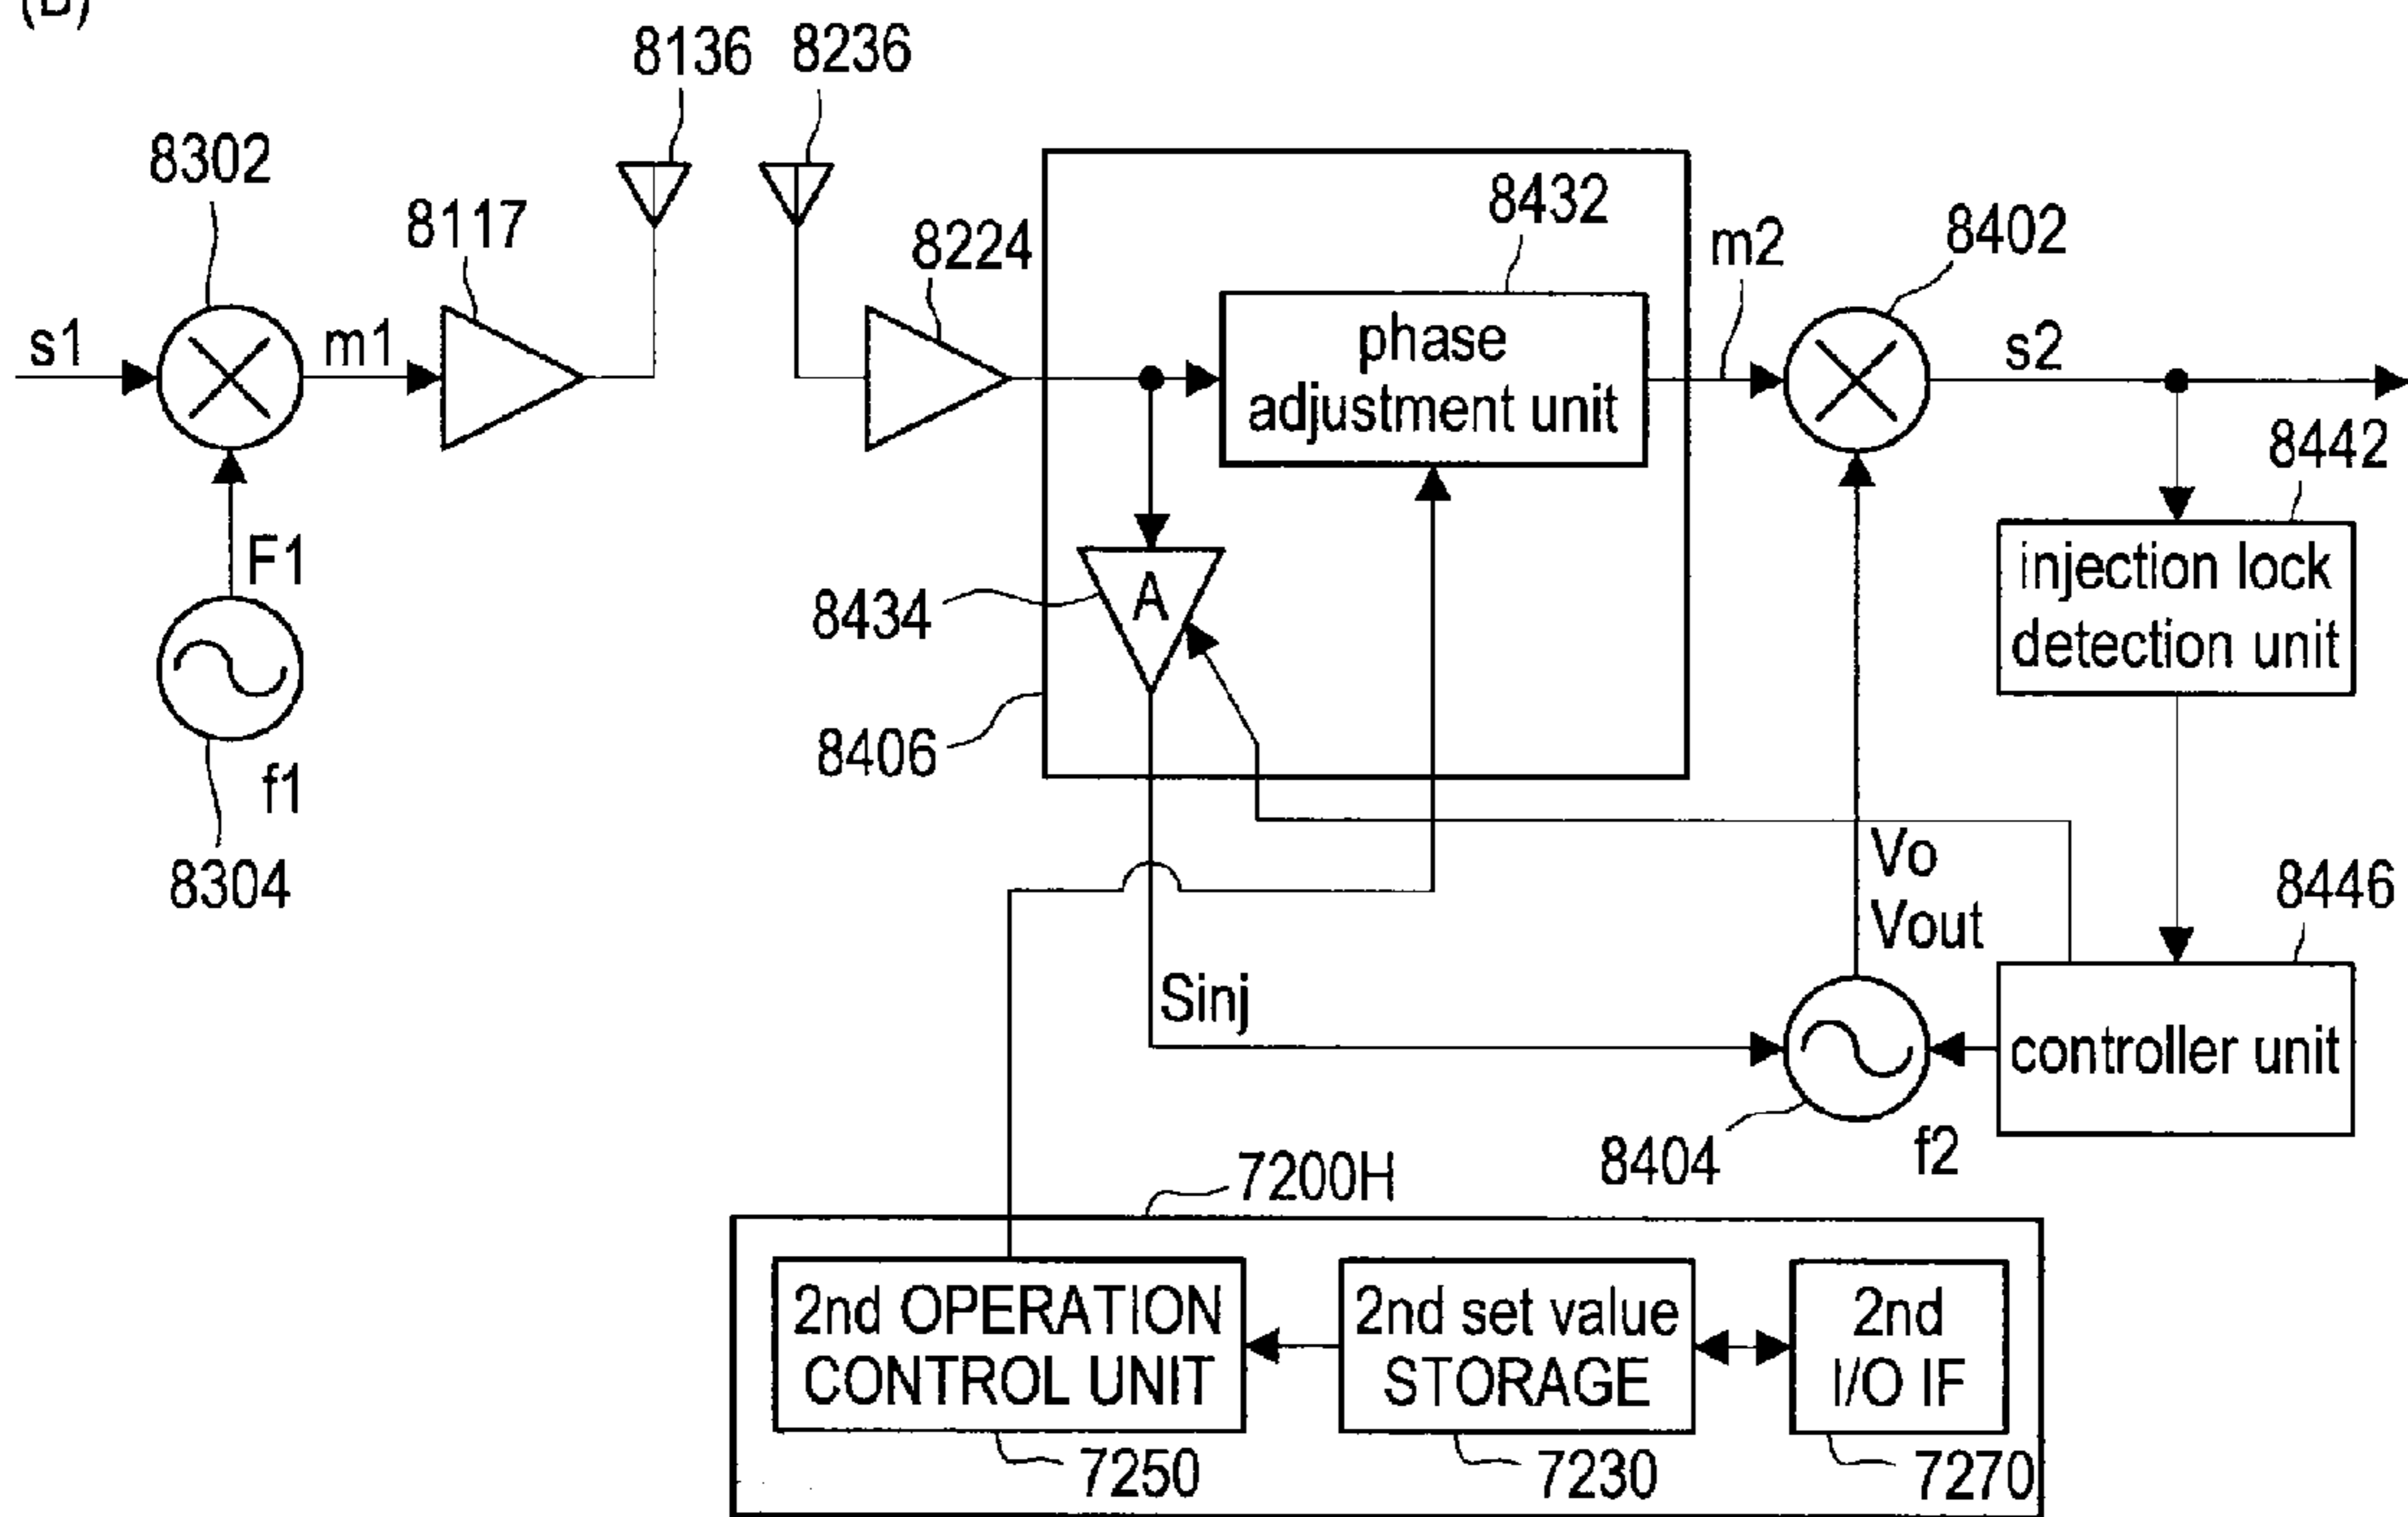 (B)
8136
8236
8302
8117
8224
8432
m2
8402
s1
m1
phase
adjustment unit
s2
8442
F1
A
8434
injection lock
detection unit
f1
8406
8304
Vo
Vout
8446
Sinj
controller unit
8404
f2
7200H
2nd OPERATION
CONTROL UNIT
2nd set value
STORAGE
2nd
I/O IF
7250
7230
7270